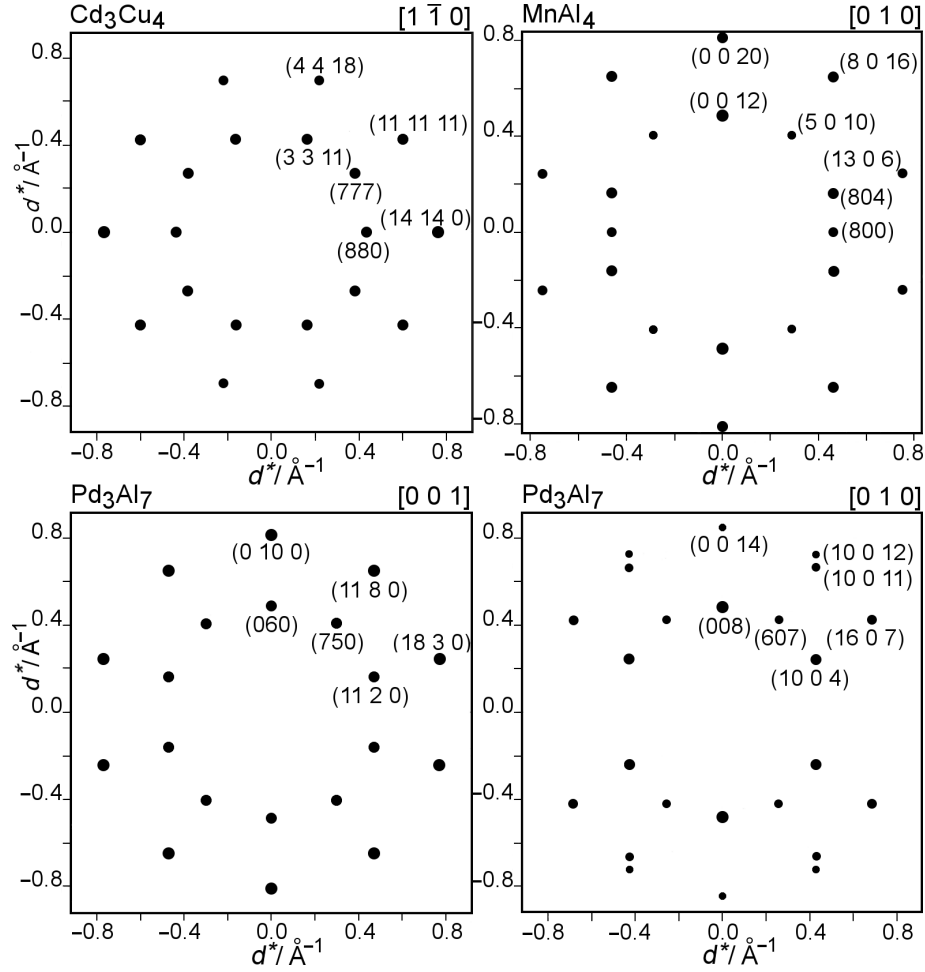 Cd3Cu4 [1 1̄ 0]
(4 4 18)
(11 11 11)
(3 3 11)
(777)
(14 14 0)
(880)
0.8
0.4
0.0
−0.4
−0.8
d*/ Å−1
−0.8 −0.4 0.0 0.4 0.8
d*/ Å−1
MnAl4 [0 1 0]
(0 0 20)
(8 0 16)
(0 0 12)
(5 0 10)
(13 0 6)
(804)
(800)
0.8
0.4
0.0
−0.4
−0.8
−0.8 −0.4 0.0 0.4 0.8
d*/ Å−1
Pd3Al7 [0 0 1]
(0 10 0)
(11 8 0)
(060)
(750)
(18 3 0)
(11 2 0)
0.8
0.4
0.0
−0.4
−0.8
d*/ Å−1
−0.8 −0.4 0.0 0.4 0.8
d*/ Å−1
Pd3Al7 [0 1 0]
(0 0 14)
(10 0 12)
(10 0 11)
(008)
(607)
(16 0 7)
(10 0 4)
0.8
0.4
0.0
−0.4
−0.8
−0.8 −0.4 0.0 0.4 0.8
d*/ Å−1